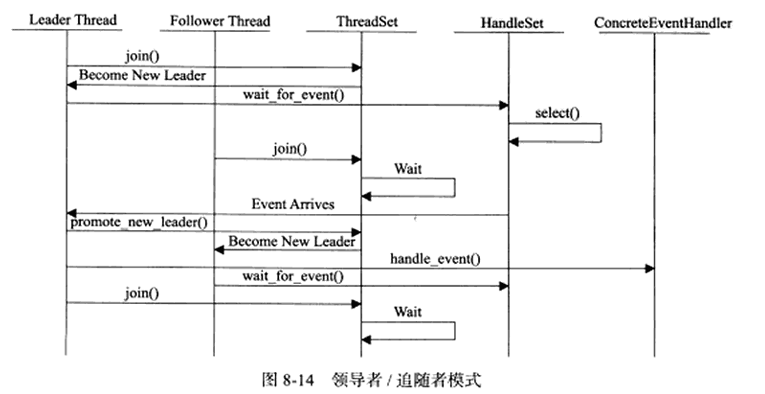 Leader Thread Follower Thread ThreadSet HandleSet ConcreteEventHandler
join()
Become New Leader
wait_for_event()
select()
join()
Wait
Event Arrives
promote_new_leader()
Become New Leader
handle_event()
wait_for_event()
join()
Wait
图 8-14 领导者 / 追随者模式